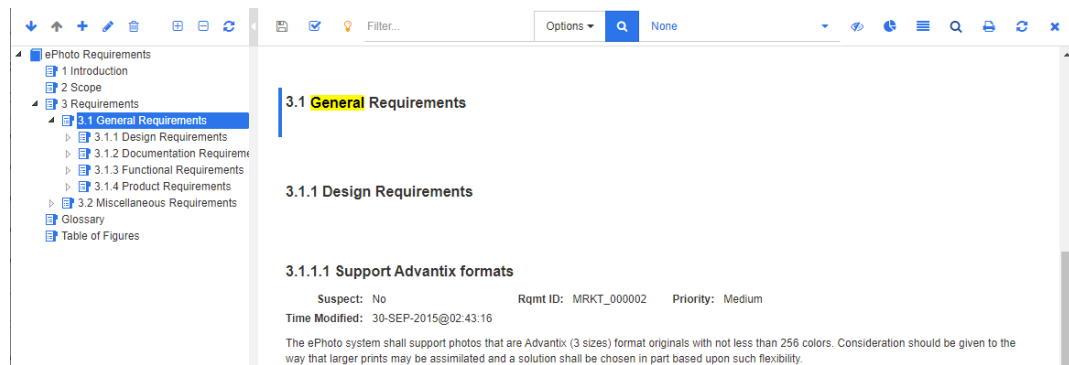 Filter...
Options
None
ePhoto Requirements
1 Introduction
2 Scope
3 Requirements
3.1 General Requirements
3.1.1 Design Requirements
3.1.2 Documentation Requireme
3.1.3 Functional Requirements
3.1.4 Product Requirements
3.2 Miscellaneous Requirements
Glossary
Table of Figures
3.1 General Requirements
3.1.1 Design Requirements
3.1.1.1 Support Advantix formats
Suspect: No Rqmt ID: MRKT_000002 Priority: Medium
Time Modified: 30-SEP-2015@02:43:16
The ePhoto system shall support photos that are Advantix (3 sizes) format originals with not less than 256 colors. Consideration should be given to the
way that larger prints may be assimilated and a solution shall be chosen in part based upon such flexibility.